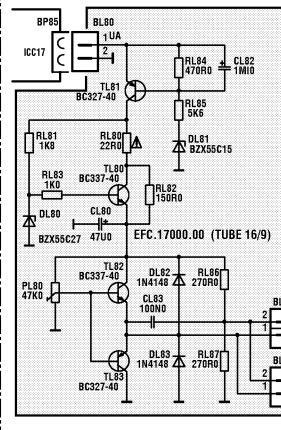 BP85
BL80
1 UA
2
ICC17
RL84
470R0
CL82
1MI0
TL81
BC327-40
RL85
5K6
RL81
1K8
RL80
22R0
DL81
BZX55C15
TL80
BC337-40
RL83
1K0
RL82
150R0
CL80
47U0
DL80
BZX55C27
EFC.17000.00 (TUBE 16/9)
TL82
BC337-40
DL82
1N4148
RL86
270R0
PL80
47K0
CL83
100N0
BL
2
1
DL83
1N4148
RL87
270R0
TL83
BC327-40
BL
2
1